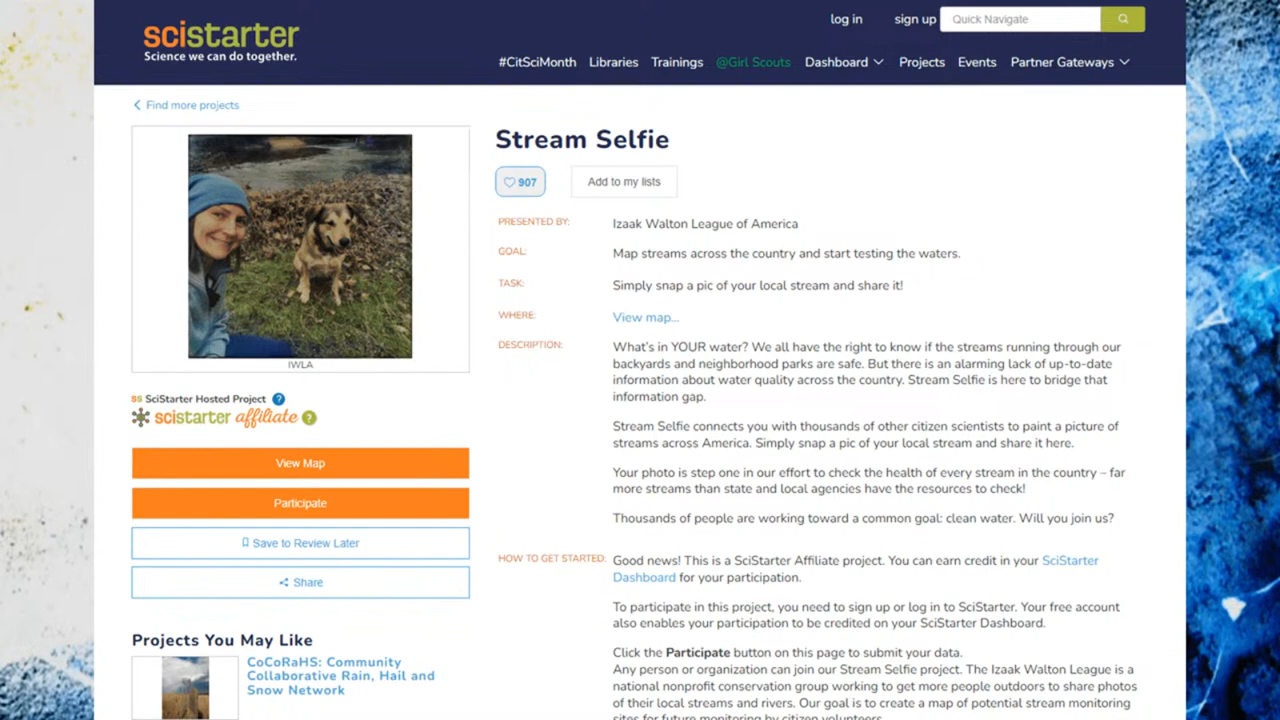 scistarter
Science we can do together.
log in
sign up
Quick Navigate
#CitSciMonth
Libraries
Trainings
@Girl Scouts
Dashboard
Projects
Events
Partner Gateways
Find more projects
IWLA
SciStarter Hosted Project ?
scistarter affiliate ?
View Map
Participate
Save to Review Later
Share
Projects You May Like
CoCoRaHS: Community
Collaborative Rain, Hail and
Snow Network
Stream Selfie
907
Add to my lists
PRESENTED BY:
Izaak Walton League of America
GOAL:
Map streams across the country and start testing the waters.
TASK:
Simply snap a pic of your local stream and share it!
WHERE:
View map...
DESCRIPTION:
What's in YOUR water? We all have the right to know if the streams running through our
backyards and neighborhood parks are safe. But there is an alarming lack of up-to-date
information about water quality across the country. Stream Selfie is here to bridge that
information gap.
Stream Selfie connects you with thousands of other citizen scientists to paint a picture of
streams across America. Simply snap a pic of your local stream and share it here.
Your photo is step one in our effort to check the health of every stream in the country – far
more streams than state and local agencies have the resources to check!
Thousands of people are working toward a common goal: clean water. Will you join us?
HOW TO GET STARTED:
Good news! This is a SciStarter Affiliate project. You can earn credit in your SciStarter
Dashboard for your participation.
To participate in this project, you need to sign up or log in to SciStarter. Your free account
also enables your participation to be credited on your SciStarter Dashboard.
Click the Participate button on this page to submit your data.
Any person or organization can join our Stream Selfie project. The Izaak Walton League is a
national nonprofit conservation group working to get more people outdoors to share photos
of their local streams and rivers. Our goal is to create a map of potential stream monitoring
sites for future monitoring by citizen volunteers.